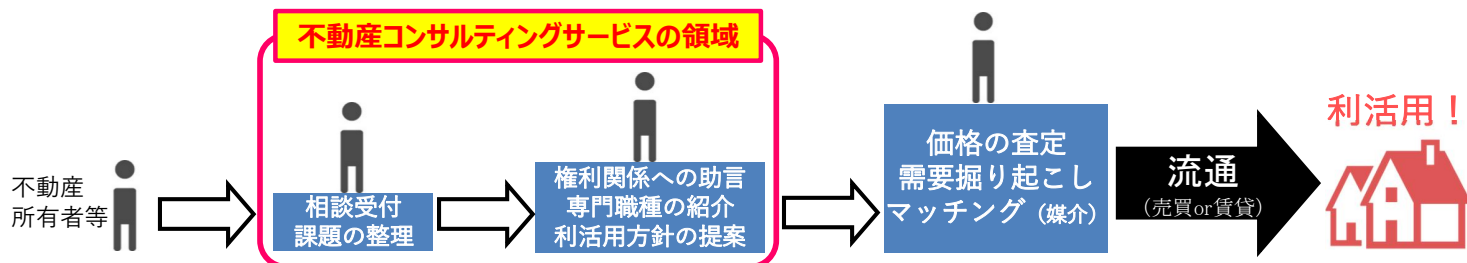 不動産コンサルティングサービスの領域
不動産
所有者等
相談受付
課題の整理
権利関係への助言
専門職種の紹介
利活用方針の提案
価格の査定
需要掘り起こし
マッチング（媒介）
流通
（売買or賃貸）
利活用！